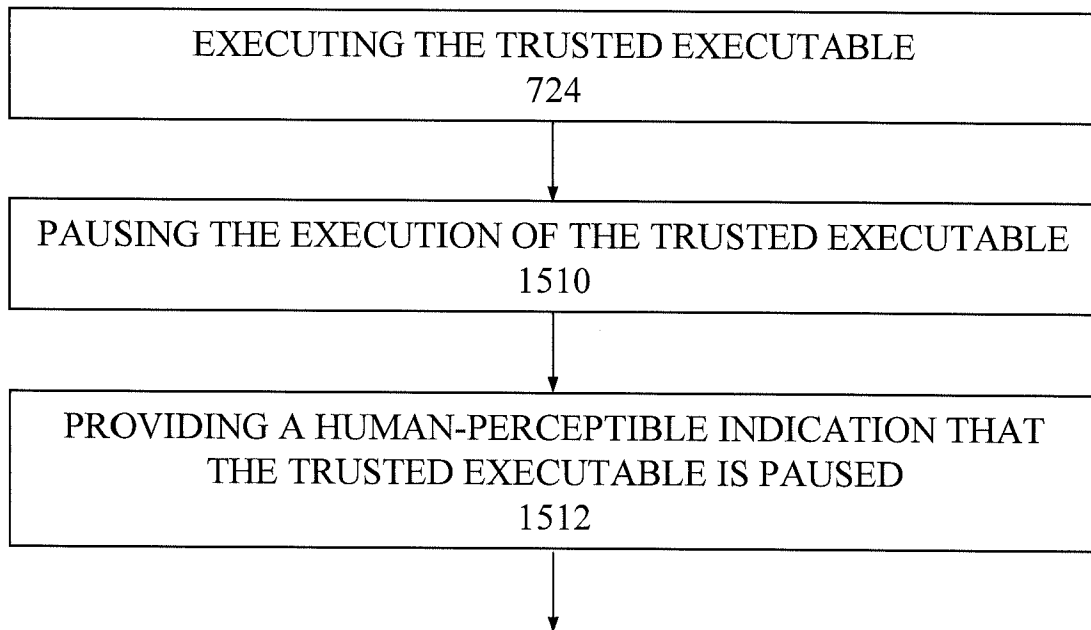 EXECUTING THE TRUSTED EXECUTABLE
724
PAUSING THE EXECUTION OF THE TRUSTED EXECUTABLE
1510
PROVIDING A HUMAN-PERCEPTIBLE INDICATION THAT
THE TRUSTED EXECUTABLE IS PAUSED
1512